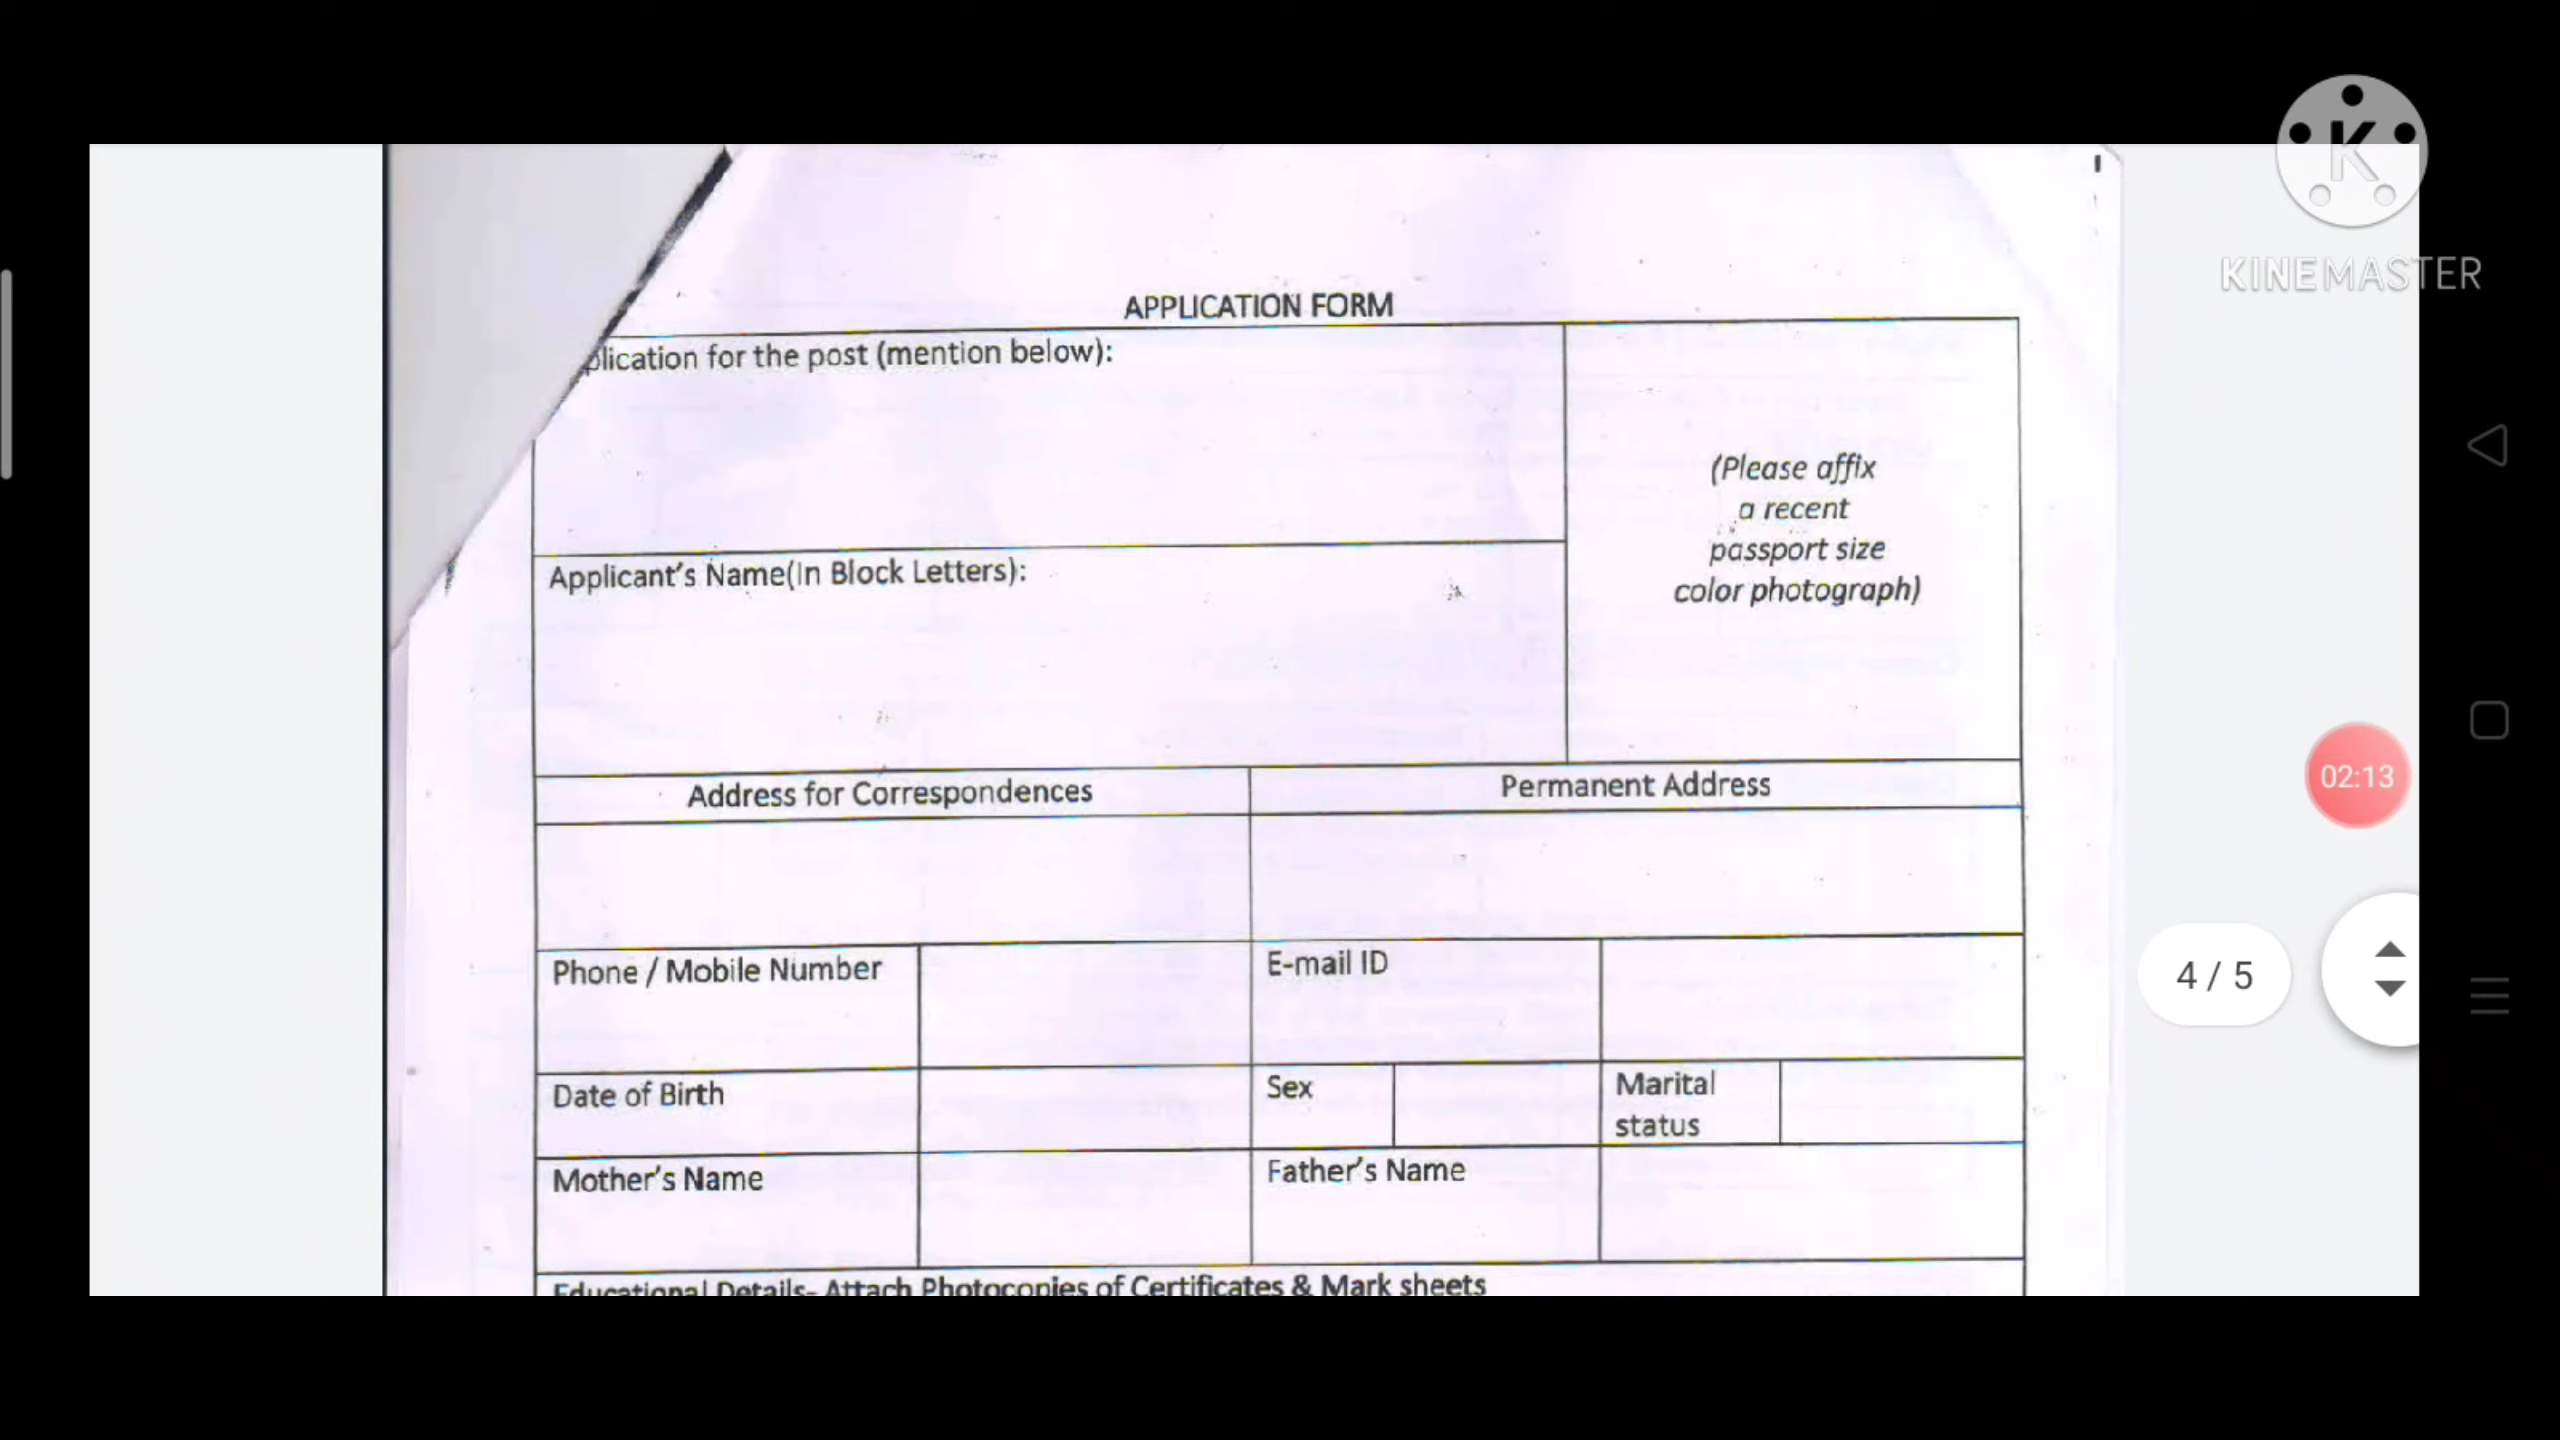 KINEMASTER
APPLICATION FORM
plication for the post (mention below):
(Please affix
a recent
passport size
color photograph)
Applicant's Name(In Block Letters):
Address for Correspondences
Permanent Address
Phone / Mobile Number
E-mail ID
Date of Birth
Sex
Marital
status
Mother's Name
Father's Name
Educational Details- Attach Photocopies of Certificates & Mark sheets
02:13
4 / 5